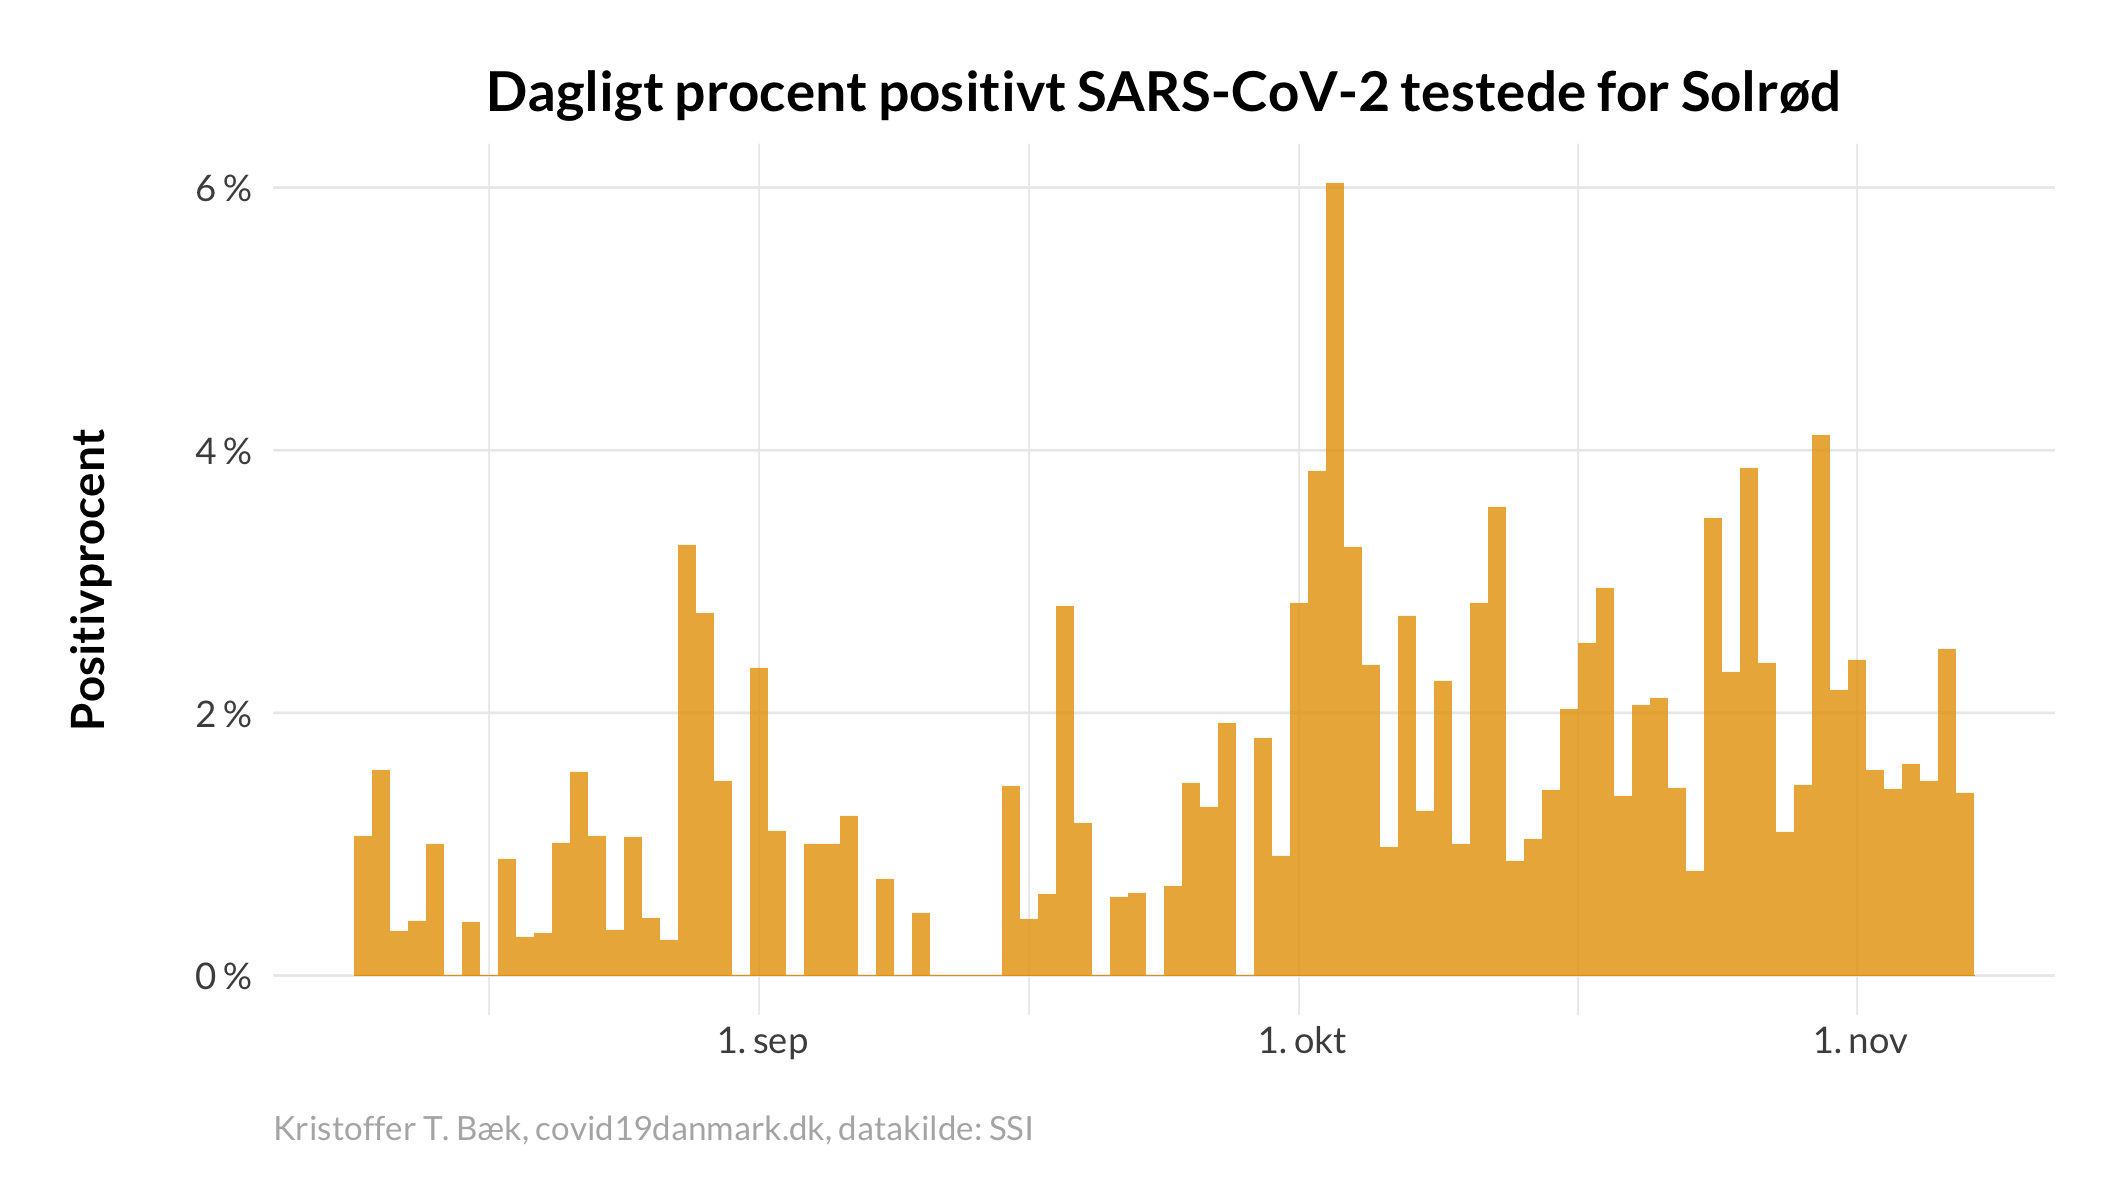 Dagligt procent positivt SARS-CoV-2 testede for Solrød
Positivprocent
6 %
4 %
2 %
0 %
1. sep
1. okt
1. nov
Kristoffer T. Bæk, covid19danmark.dk, datakilde: SSI